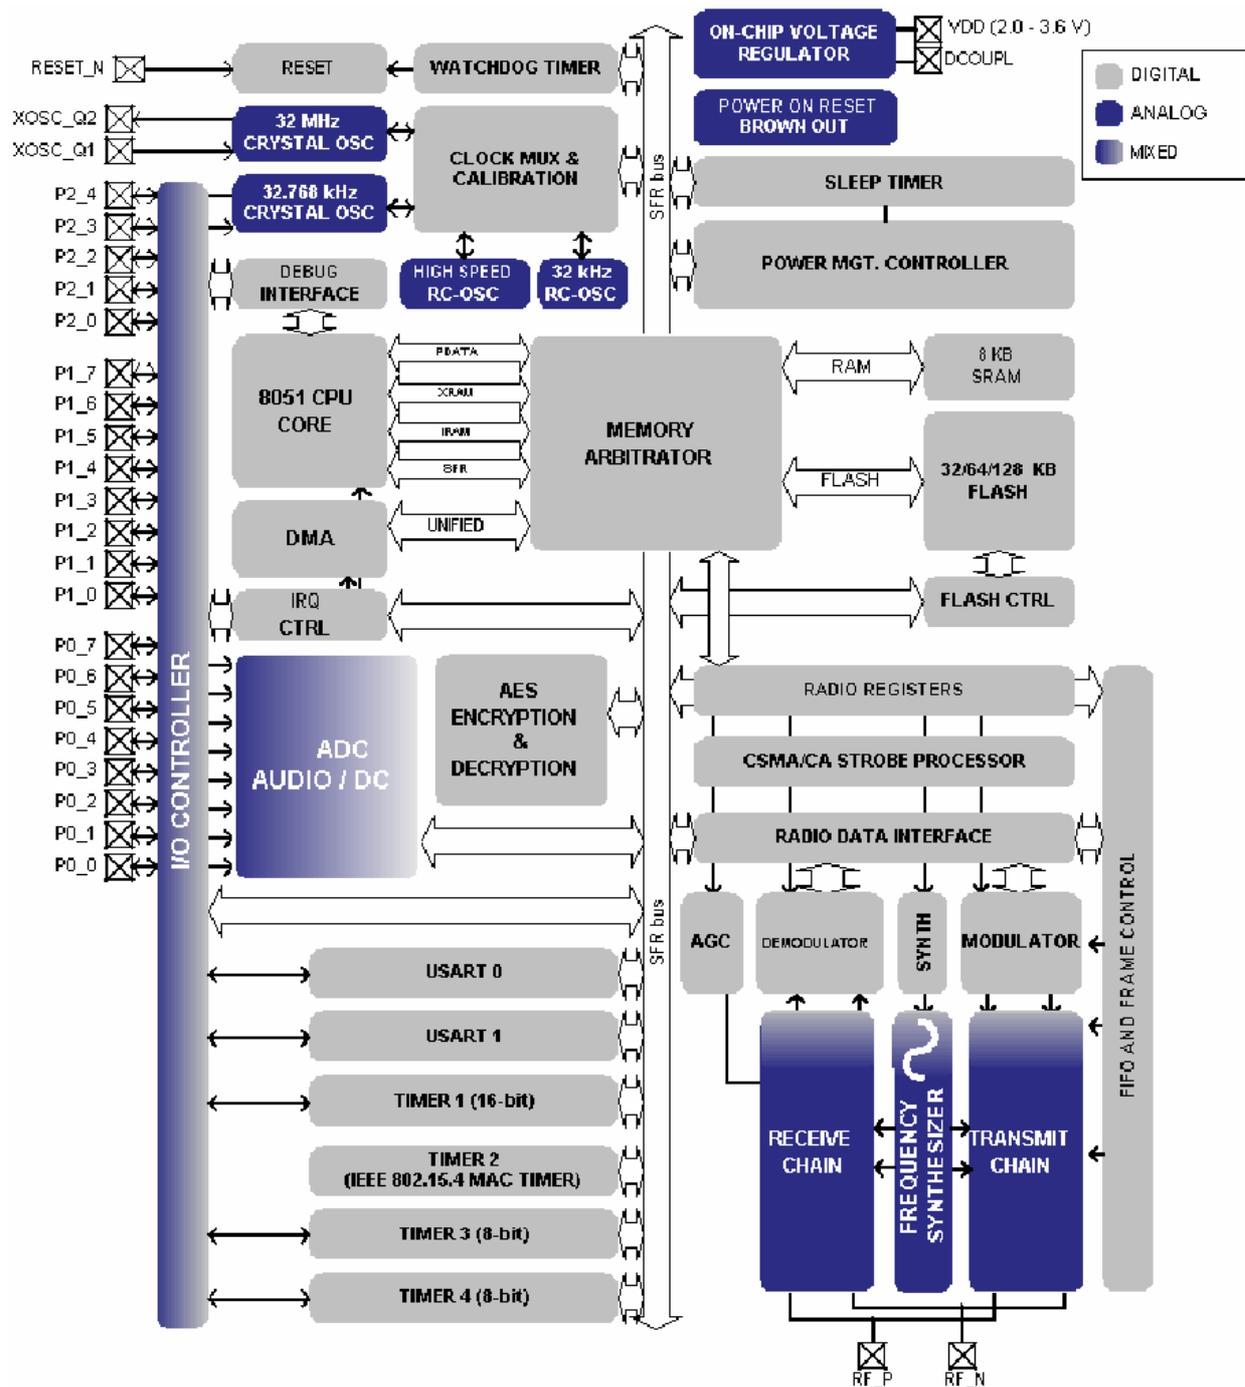 RESET_N
XOSC_Q2
XOSC_Q1
P2_4
P2_3
P2_2
P2_1
P2_0
P1_7
P1_6
P1_5
P1_4
P1_3
P1_2
P1_1
P1_0
P0_7
P0_6
P0_5
P0_4
P0_3
P0_2
P0_1
P0_0
I/O CONTROLLER
RESET
WATCHDOG TIMER
32 MHz
CRYSTAL OSC
32.768 kHz
CRYSTAL OSC
CLOCK MUX &
CALIBRATION
DEBUG
INTERFACE
HIGH SPEED
RC-OSC
32 kHz
RC-OSC
8051 CPU
CORE
PDATA
XRAM
IRAM
SFR
DMA
UNIFIED
IRQ
CTRL
MEMORY
ARBITRATOR
ADC
AUDIO / DC
AES
ENCRYPTION
&
DECRYPTION
USART 0
USART 1
TIMER 1 (16-bit)
TIMER 2
(IEEE 802.15.4 MAC TIMER)
TIMER 3 (8-bit)
TIMER 4 (8-bit)
SFR bus
SFR bus
ON-CHIP VOLTAGE
REGULATOR
VDD (2.0 - 3.6 V)
DCOUPL
POWER ON RESET
BROWN OUT
DIGITAL
ANALOG
MIXED
SLEEP TIMER
POWER MGT. CONTROLLER
RAM
8 KB
SRAM
FLASH
32/64/128 KB
FLASH
FLASH CTRL
RADIO REGISTERS
CSMA/CA STROBE PROCESSOR
RADIO DATA INTERFACE
AGC
DEMODULATOR
SYNTH
MODULATOR
FIFO AND FRAME CONTROL
RECEIVE
CHAIN
FREQUENCY
SYNTHESIZER
TRANSMIT
CHAIN
RF_P
RF_N